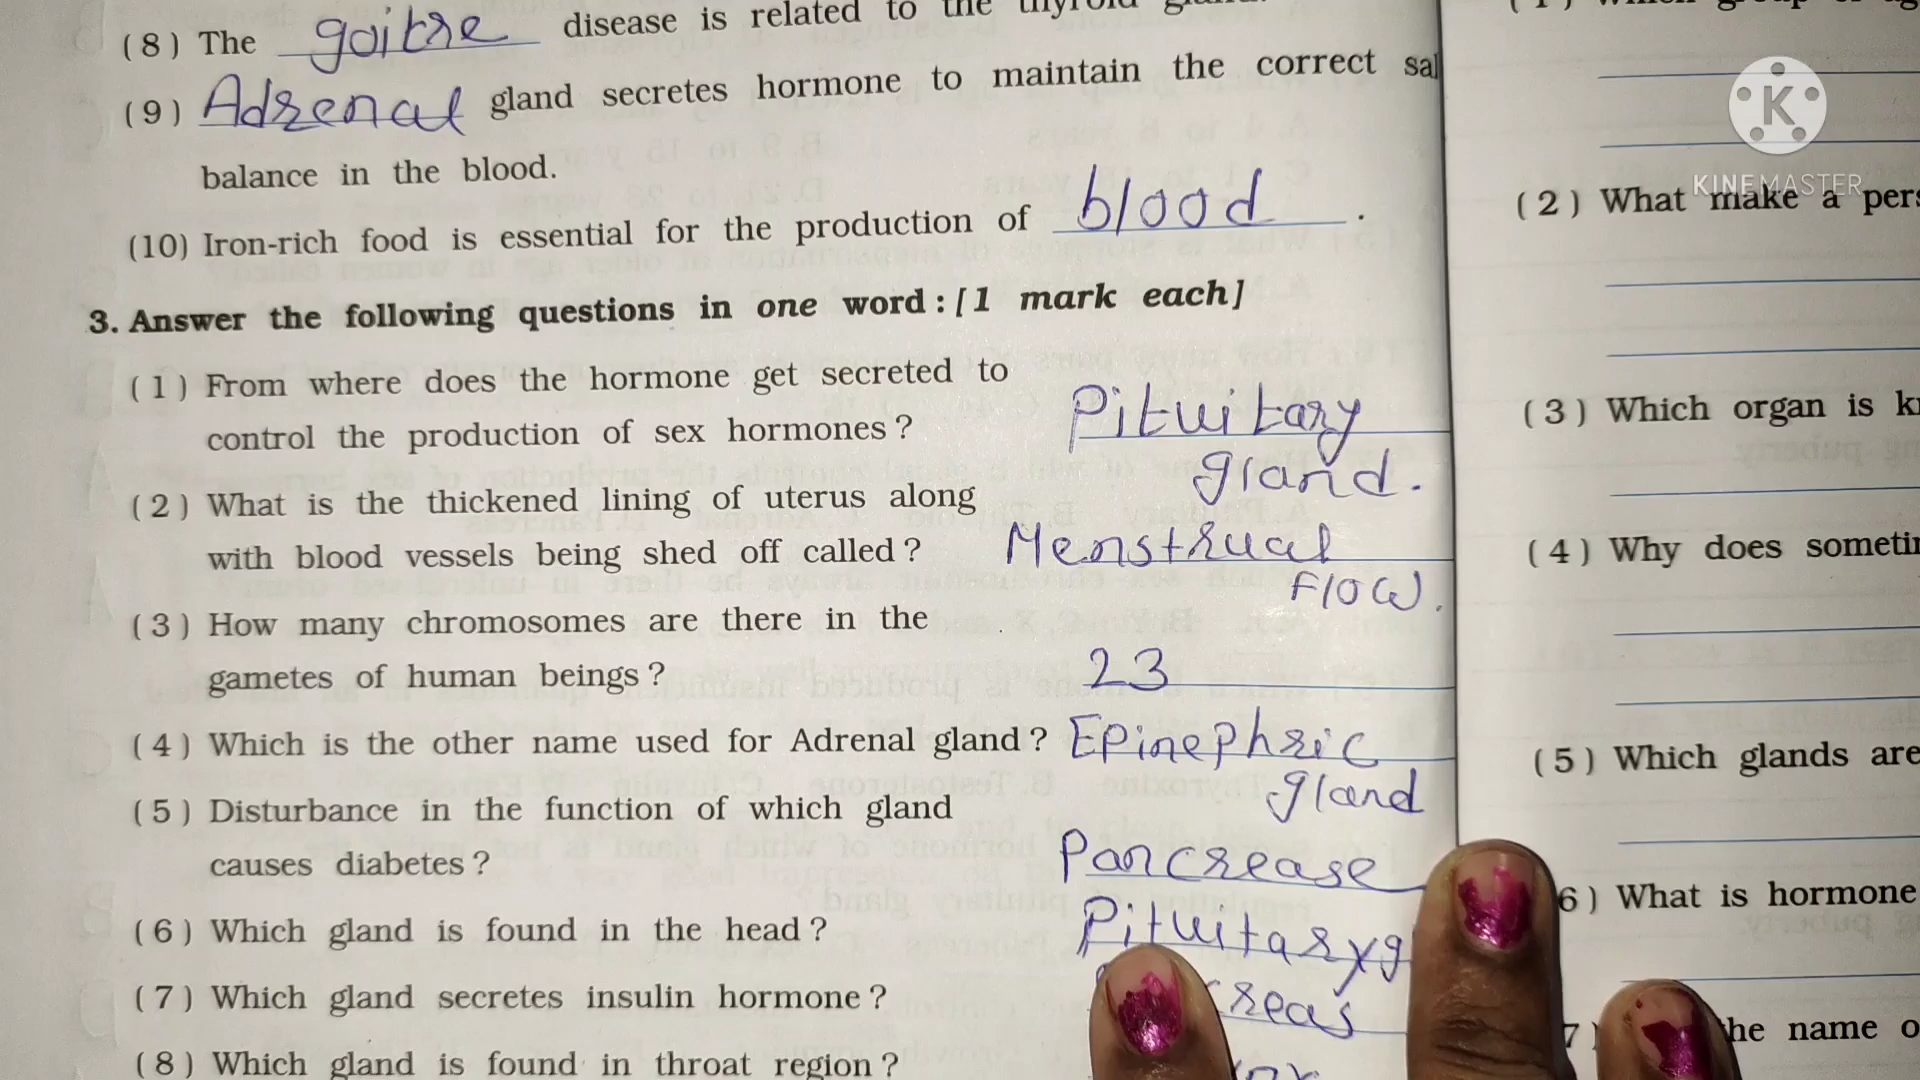 (8) The goitre disease is related to the thyroid
(9) Adrenal gland secretes hormone to maintain the correct
balance in the blood.
(10) Iron-rich food is essential for the production of blood.
3. Answer the following questions in one word : [1 mark each]
(1) From where does the hormone get secreted to
control the production of sex hormones?
Pituitary
gland.
(2) What is the thickened lining of uterus along
with blood vessels being shed off called?
Menstrual
Flow.
(3) How many chromosomes are there in the
gametes of human beings?
23
(4) Which is the other name used for Adrenal gland? Epinephric
gland
(5) Disturbance in the function of which gland
causes diabetes?
Pancrease
(6) Which gland is found in the head?
Pituitary g
(7) Which gland secretes insulin hormone?
creas
(8) Which gland is found in throat region?
K
KINEMASTER
(2) What make a
(3) Which organ is
(4) Why does
(5) Which glands are
6) What is hormone
7)
name